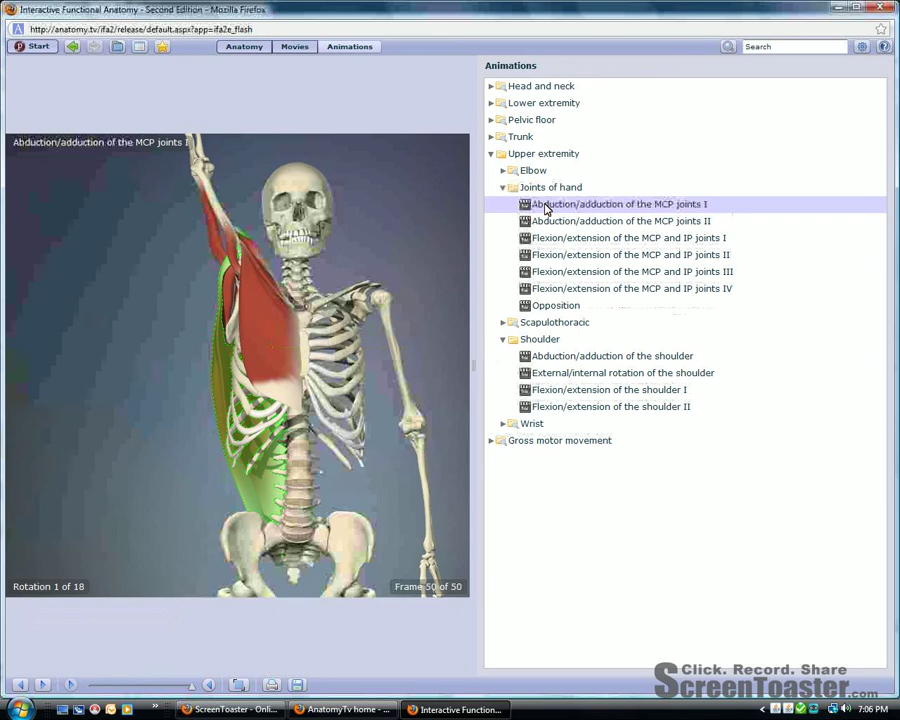 Interactive Functional Anatomy - Second Edition - Mozilla Firefox
http://anatomy.tv/ifa2/release/default.aspx?app=ifa2e_flash
Start Anatomy Movies Animations Search
Animations
Head and neck
Lower extremity
Pelvic floor
Trunk
Upper extremity
Elbow
Joints of hand
Abduction/adduction of the MCP joints I
Abduction/adduction of the MCP joints II
Flexion/extension of the MCP and IP joints I
Flexion/extension of the MCP and IP joints II
Flexion/extension of the MCP and IP joints III
Flexion/extension of the MCP and IP joints IV
Opposition
Scapulothoracic
Shoulder
Abduction/adduction of the shoulder
External/internal rotation of the shoulder
Flexion/extension of the shoulder I
Flexion/extension of the shoulder II
Wrist
Gross motor movement
Abduction/adduction of the MCP joints I
Rotation 1 of 18 Frame 50 of 50
Click. Record. Share
ScreenToaster.com
ScreenToaster - Onli... AnatomyTv home - ... Interactive Function... 7:06 PM